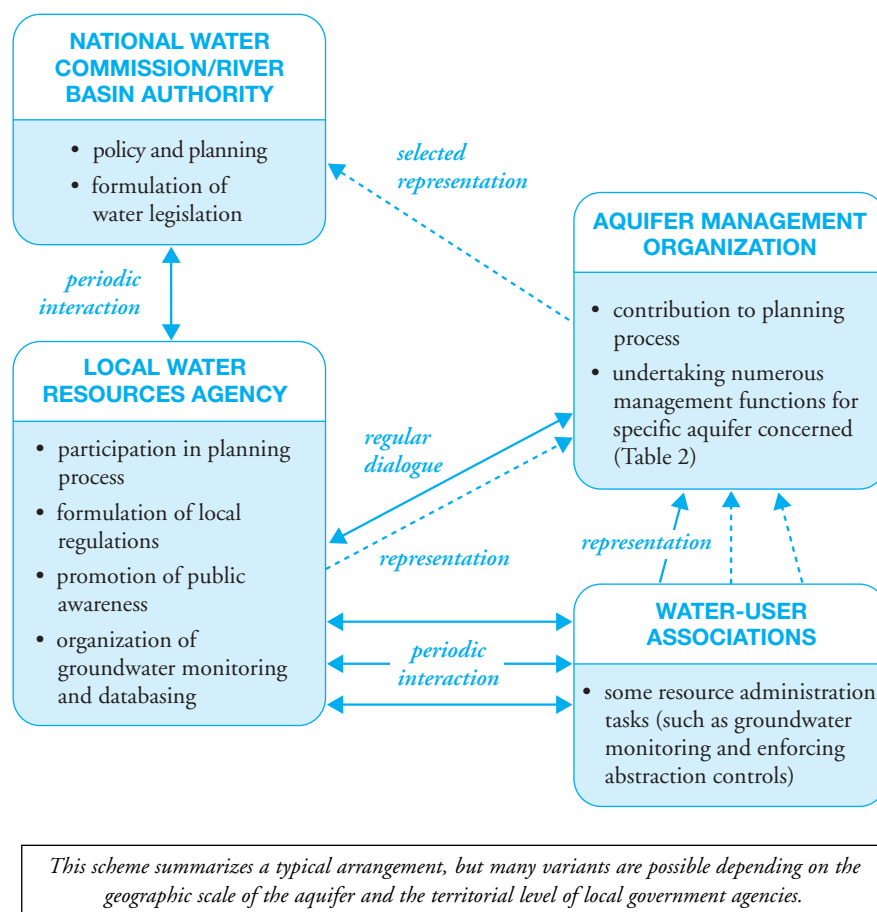 NATIONAL WATER
COMMISSION/RIVER
BASIN AUTHORITY
• policy and planning
• formulation of
water legislation
selected
representation
AQUIFER MANAGEMENT
ORGANIZATION
• contribution to planning
process
• undertaking numerous
management functions for
specific aquifer concerned
(Table 2)
periodic
interaction
LOCAL WATER
RESOURCES AGENCY
• participation in planning
process
• formulation of local
regulations
• promotion of public
awareness
• organization of
groundwater monitoring
and databasing
regular
dialogue
representation
representation
periodic
interaction
WATER-USER
ASSOCIATIONS
• some resource administration
tasks (such as groundwater
monitoring and enforcing
abstraction controls)
This scheme summarizes a typical arrangement, but many variants are possible depending on the
geographic scale of the aquifer and the territorial level of local government agencies.